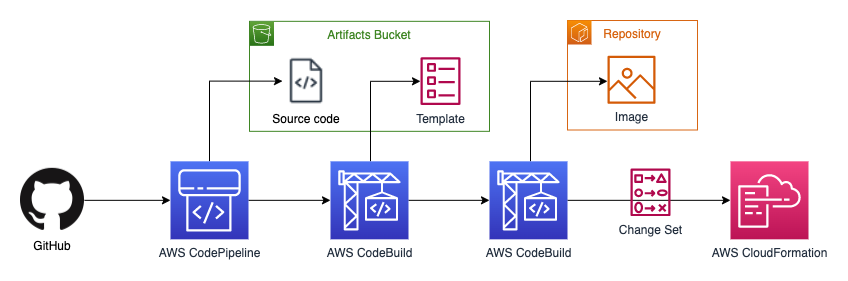 Artifacts Bucket
Repository
Source code
Template
Image
GitHub
AWS CodePipeline
AWS CodeBuild
AWS CodeBuild
Change Set
AWS CloudFormation